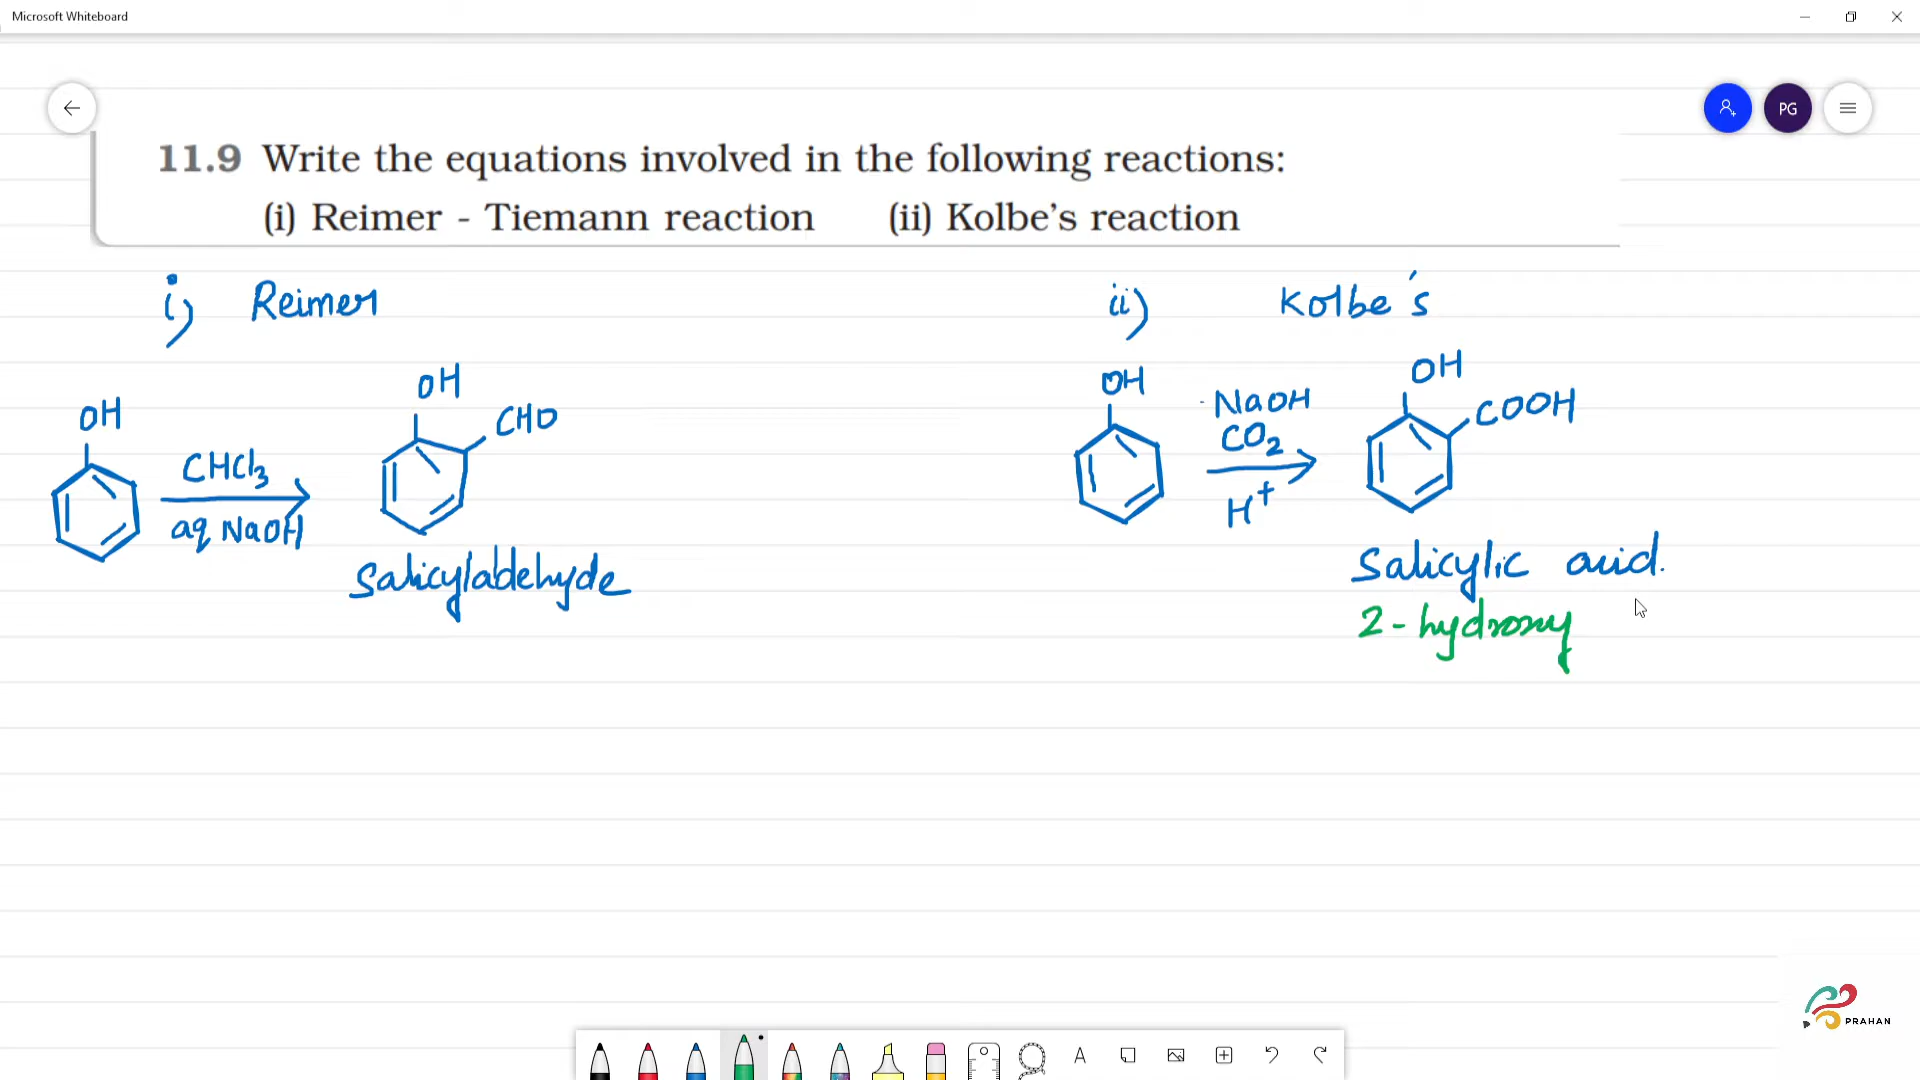 Microsoft Whiteboard
PG
11.9 Write the equations involved in the following reactions:
(i) Reimer - Tiemann reaction (ii) Kolbe's reaction
i) Reimer
ii) Kolbe's
OH
CHCl3
aq NaOH
OH
CHO
Salicylaldehyde
OH
NaOH
CO2
H+
OH
COOH
Salicylic acid.
2-hydroxy
A
PRAHAN